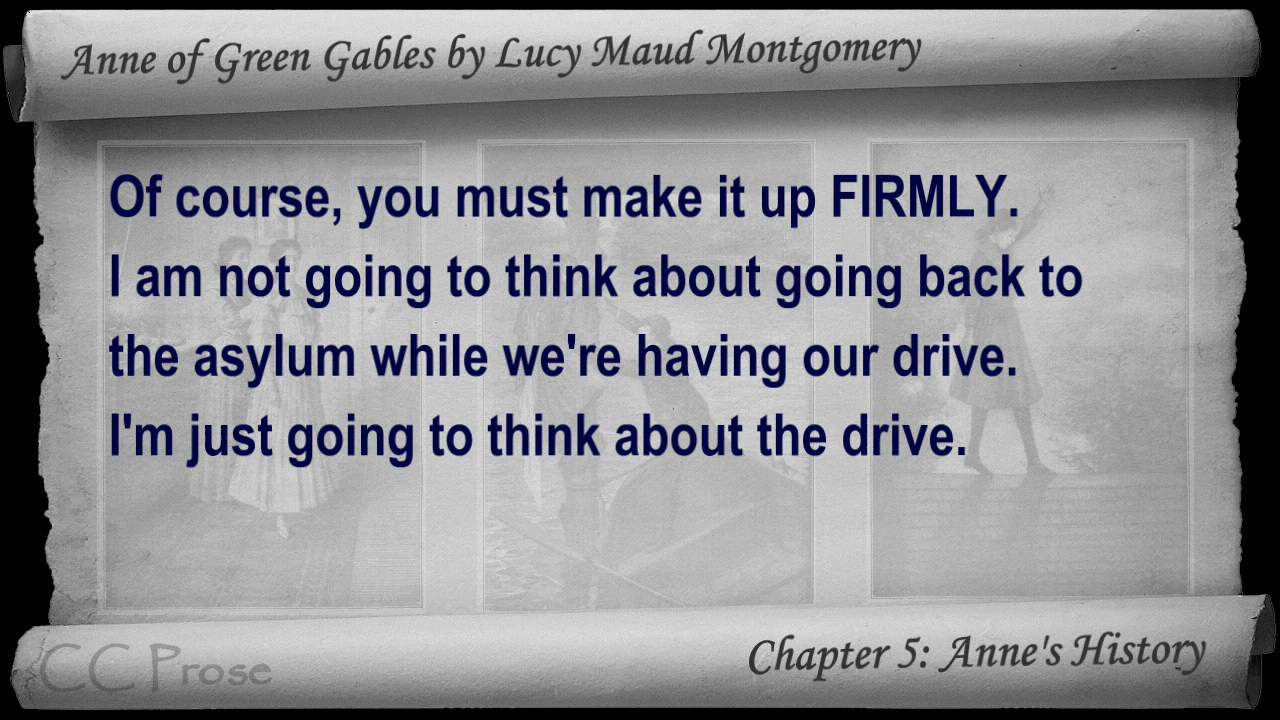 Anne of Green Gables by Lucy Maud Montgomery
Of course, you must make it up FIRMLY.
I am not going to think about going back to
the asylum while we're having our drive.
I'm just going to think about the drive.
CC Prose
Chapter 5: Anne's History